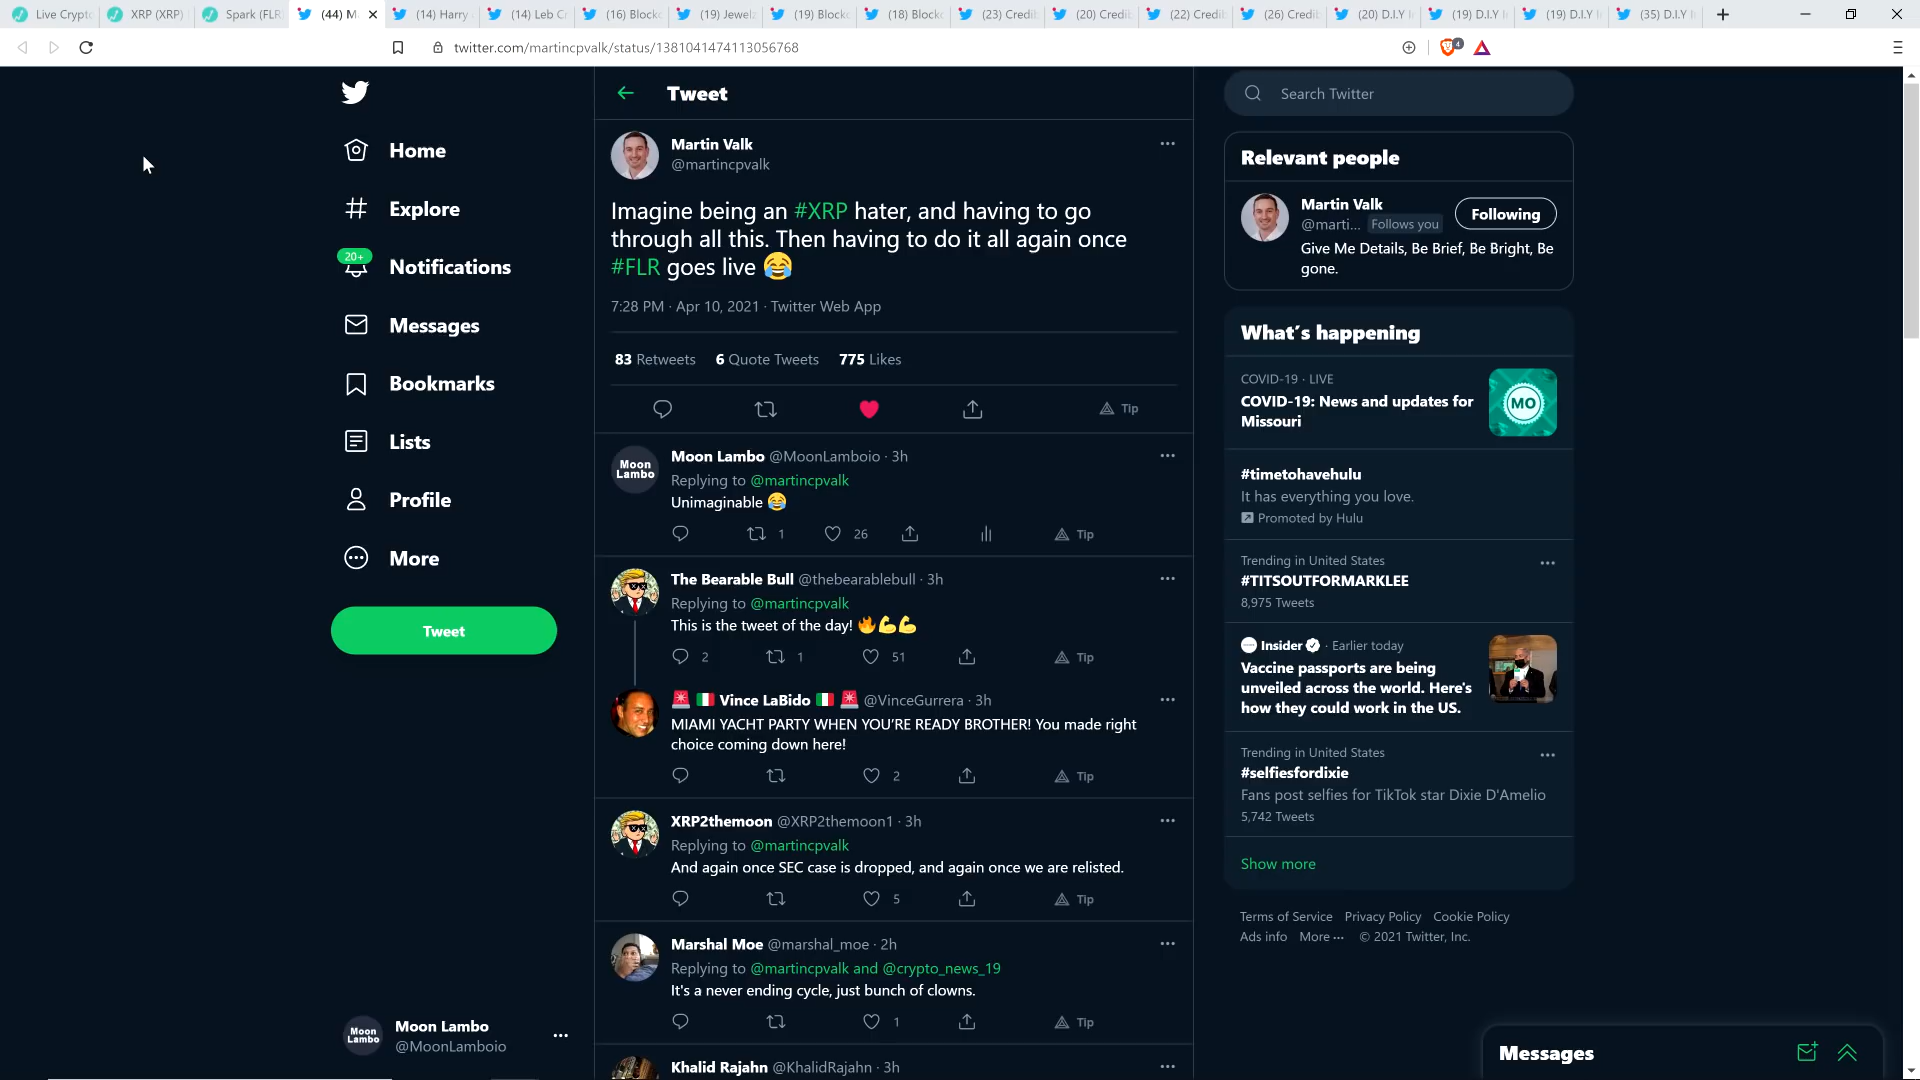 Live Crypto
XRP (XRP)
Spark (FLR
(44) M
(14) Harry
(14) Leb C
(16) Block
(19) Jewel
(19) Block
(18) Block
(23) Credi
(20) Credi
(22) Credi
(26) Credi
(20) D.I.Y
(19) D.I.Y
(19) D.I.Y
(35) D.I.Y
twitter.com/martincpvalk/status/1381041474113056768
4
Home
Explore
20+
Notifications
Messages
Bookmarks
Lists
Profile
More
Tweet
Moon Lambo
Moon Lambo
@MoonLamboio
Tweet
Martin Valk
@martincpvalk
Imagine being an #XRP hater, and having to go
through all this. Then having to do it all again once
#FLR goes live 😂
7:28 PM · Apr 10, 2021 · Twitter Web App
83 Retweets 6 Quote Tweets 775 Likes
Tip
Moon Lambo
Moon Lambo @MoonLamboio · 3h
Replying to @martincpvalk
Unimaginable 😂
1 26 Tip
The Bearable Bull @thebearablebull · 3h
Replying to @martincpvalk
This is the tweet of the day! 🔥💪💪
2 1 51 Tip
🚨 🇮🇹 Vince LaBido 🇮🇹 🚨 @VinceGurrera · 3h
MIAMI YACHT PARTY WHEN YOU'RE READY BROTHER! You made right
choice coming down here!
2 Tip
XRP2themoon @XRP2themoon1 · 3h
Replying to @martincpvalk
And again once SEC case is dropped, and again once we are relisted.
5 Tip
Marshal Moe @marshal_moe · 2h
Replying to @martincpvalk and @crypto_news_19
It's a never ending cycle, just bunch of clowns.
1 Tip
Khalid Rajahn @KhalidRajahn · 3h
Search Twitter
Relevant people
Martin Valk
@marti... Follows you
Following
Give Me Details, Be Brief, Be Bright, Be
gone.
What's happening
COVID-19 · LIVE
COVID-19: News and updates for
Missouri
MO
#timetohavehulu
It has everything you love.
Promoted by Hulu
Trending in United States
#TITSOUTFORMARKLEE
8,975 Tweets
Insider · Earlier today
Vaccine passports are being
unveiled across the world. Here's
how they could work in the US.
Trending in United States
#selfiesfordixie
Fans post selfies for TikTok star Dixie D'Amelio
5,742 Tweets
Show more
Terms of Service Privacy Policy Cookie Policy
Ads info More ··· © 2021 Twitter, Inc.
Messages